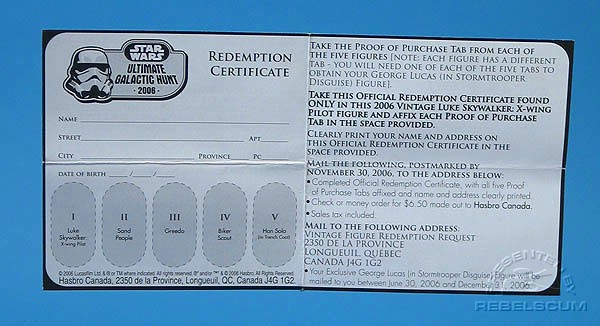 STAR
WARS
ULTIMATE
GALACTIC HUNT
· 2006 ·
REDEMPTION
CERTIFICATE
NAME
STREET APT
CITY PROVINCE PC
DATE OF BIRTH / /
I
Luke
Skywalker:
X-wing Pilot
II
Sand
People
III
Greedo
IV
Biker
Scout
V
Han Solo
(in Trench Coat)
© 2006 Lucasfilm Ltd. & ® or TM where indicated. All rights reserved. ®* and/or ™* & © 2006 Hasbro. All Rights Reserved.
Hasbro Canada, 2350 de la Province, Longueuil, QC, Canada J4G 1G2
TAKE THE PROOF OF PURCHASE TAB FROM EACH OF
THE FIVE FIGURES [NOTE: EACH FIGURE HAS A DIFFERENT
TAB - YOU WILL NEED ONE OF EACH OF THE FIVE TABS TO
OBTAIN YOUR GEORGE LUCAS (IN STORMTROOPER
DISGUISE) FIGURE].
TAKE THIS OFFICIAL REDEMPTION CERTIFICATE FOUND
ONLY IN THIS 2006 VINTAGE LUKE SKYWALKER: X-WING
PILOT FIGURE AND AFFIX EACH PROOF OF PURCHASE
TAB IN THE SPACE PROVIDED.
CLEARLY PRINT YOUR NAME AND ADDRESS ON
THIS OFFICIAL REDEMPTION CERTIFICATE IN THE
SPACE PROVIDED.
MAIL THE FOLLOWING, POSTMARKED BY
NOVEMBER 30, 2006, TO THE ADDRESS BELOW:
• Completed Official Redemption Certificate, with all five Proof
of Purchase Tabs affixed and name and address clearly printed.
• Check or money order for $6.50 made out to Hasbro Canada.
• Sales tax included.
MAIL TO THE FOLLOWING ADDRESS:
VINTAGE FIGURE REDEMPTION REQUEST
2350 DE LA PROVINCE
LONGUEUIL, QUÉBEC
CANADA J4G 1G2
• Your Exclusive George Lucas (in Stormtrooper Disguise) Figure will be
mailed to you between June 30, 2006 and December 31, 2006.
PRESENTED BY
REBELSCUM